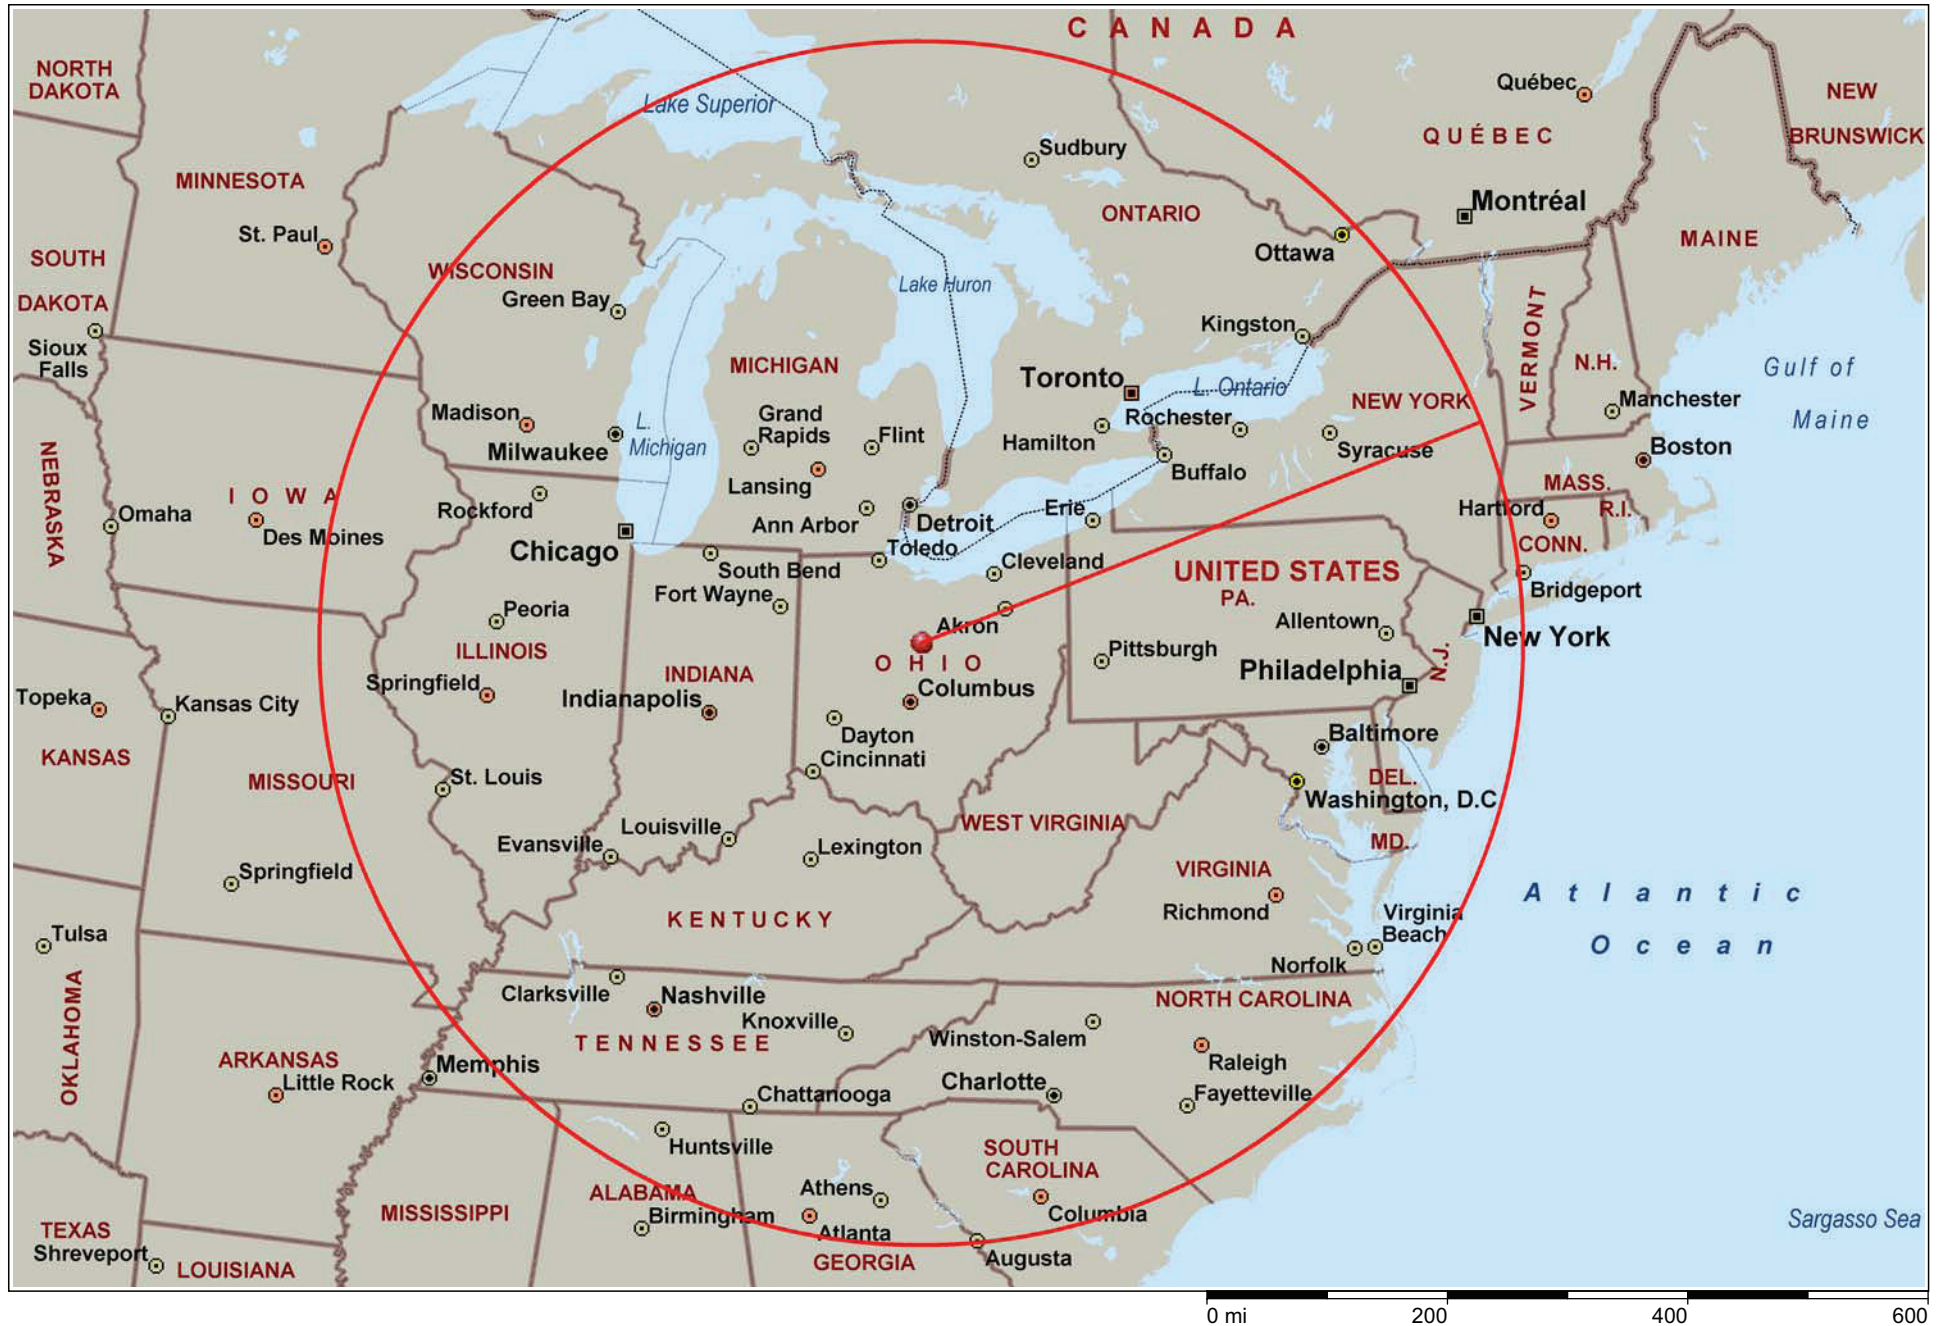 CANADA
NORTH
DAKOTA
Québec
NEW
BRUNSWICK
Lake Superior
QUÉBEC
Sudbury
MINNESOTA
Montréal
ONTARIO
St. Paul
Ottawa
MAINE
SOUTH
DAKOTA
WISCONSIN
Green Bay
Lake Huron
Kingston
VERMONT
Sioux
Falls
MICHIGAN
N.H.
Gulf of
Maine
Toronto
L. Ontario
NEW YORK
Manchester
Madison
Grand
Rapids
Flint
Hamilton
Rochester
Milwaukee
L.
Michigan
Syracuse
Boston
NEBRASKA
Lansing
Buffalo
MASS.
IOWA
Rockford
Erie
Hartford
R.I.
Omaha
Ann Arbor
Detroit
Des Moines
Chicago
Toledo
CONN.
South Bend
Cleveland
UNITED STATES
PA.
Bridgeport
Fort Wayne
Peoria
Akron
Allentown
New York
ILLINOIS
INDIANA
OHIO
Pittsburgh
Philadelphia
N.J.
Springfield
Indianapolis
Columbus
Topeka
Kansas City
Dayton
Baltimore
KANSAS
Cincinnati
MISSOURI
St. Louis
DEL.
Washington, D.C
WEST VIRGINIA
Louisville
Evansville
Lexington
MD.
Springfield
VIRGINIA
Atlantic
Ocean
Richmond
Virginia
Beach
KENTUCKY
Tulsa
Norfolk
Clarksville
Nashville
NORTH CAROLINA
OKLAHOMA
Knoxville
Winston-Salem
TENNESSEE
ARKANSAS
Memphis
Raleigh
Little Rock
Charlotte
Chattanooga
Fayetteville
Huntsville
SOUTH
CAROLINA
Athens
ALABAMA
MISSISSIPPI
Birmingham
Columbia
Sargasso Sea
TEXAS
Atlanta
Shreveport
GEORGIA
Augusta
LOUISIANA
0 mi 200 400 600